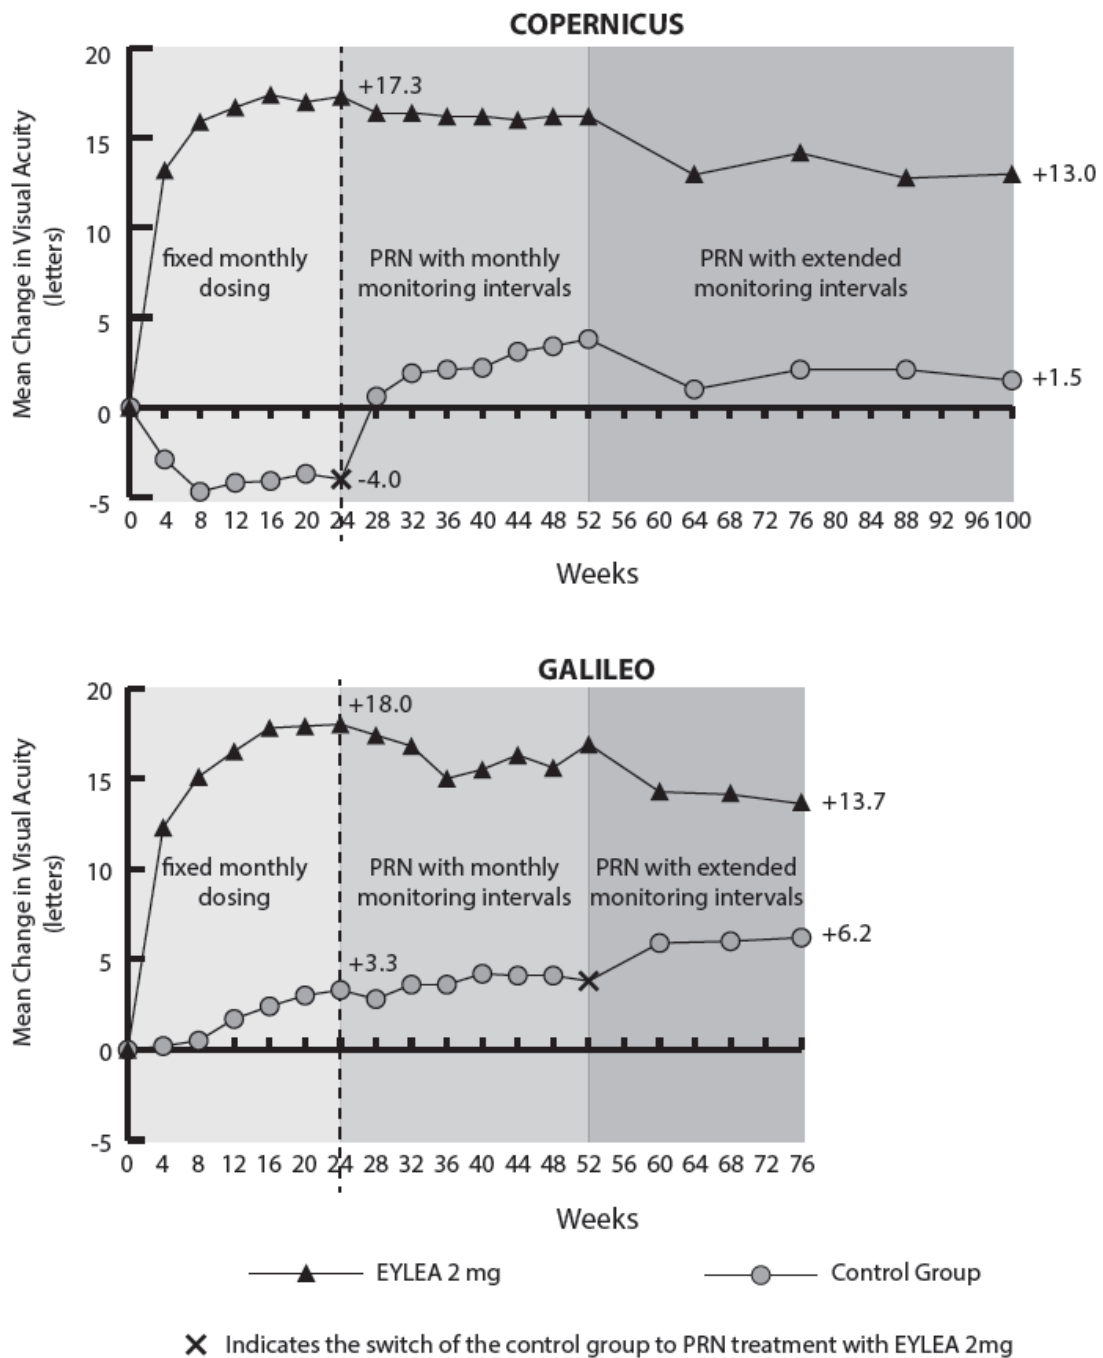 COPERNICUS
Mean Change in Visual Acuity
(letters)
20
15
10
5
0
-5
+17.3
+13.0
fixed monthly
dosing
PRN with monthly
monitoring intervals
PRN with extended
monitoring intervals
+1.5
-4.0
0 4 8 12 16 20 24 28 32 36 40 44 48 52 56 60 64 68 72 76 80 84 88 92 96 100
Weeks
GALILEO
Mean Change in Visual Acuity
(letters)
20
15
10
5
0
-5
+18.0
+13.7
fixed monthly
dosing
PRN with monthly
monitoring intervals
PRN with extended
monitoring intervals
+3.3
+6.2
0 4 8 12 16 20 24 28 32 36 40 44 48 52 56 60 64 68 72 76
Weeks
EYLEA 2 mg
Control Group
Indicates the switch of the control group to PRN treatment with EYLEA 2mg